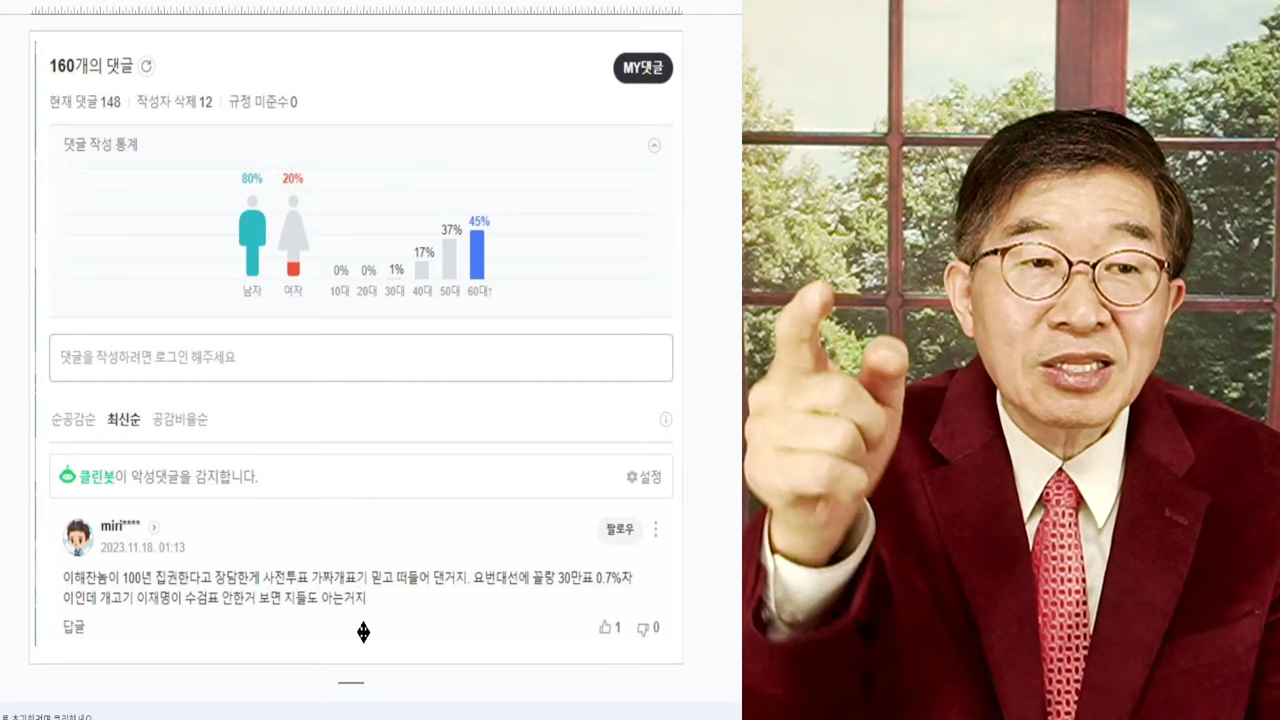 160개의 댓글
MY댓글
현재 댓글 148 작성자 삭제 12 규정 미준수 0
댓글 작성 통계
80% 20%
45%
37%
17%
1%
0% 0%
남자 여자 10대 20대 30대 40대 50대 60대↑
댓글을 작성하려면 로그인 해주세요
순공감순 최신순 공감비율순
클린봇이 악성댓글을 감지합니다. 설정
miri****
팔로우
2023.11.18. 01:13
이해찬놈이 100년 집권한다고 장담한게 사전투표 가짜개표기 믿고 떠들어 댄거지. 요번대선에 꼴랑 30만표 0.7%차
이인데 개고기 이재명이 수검표 안한거 보면 지들도 아는거지
답글 1 0